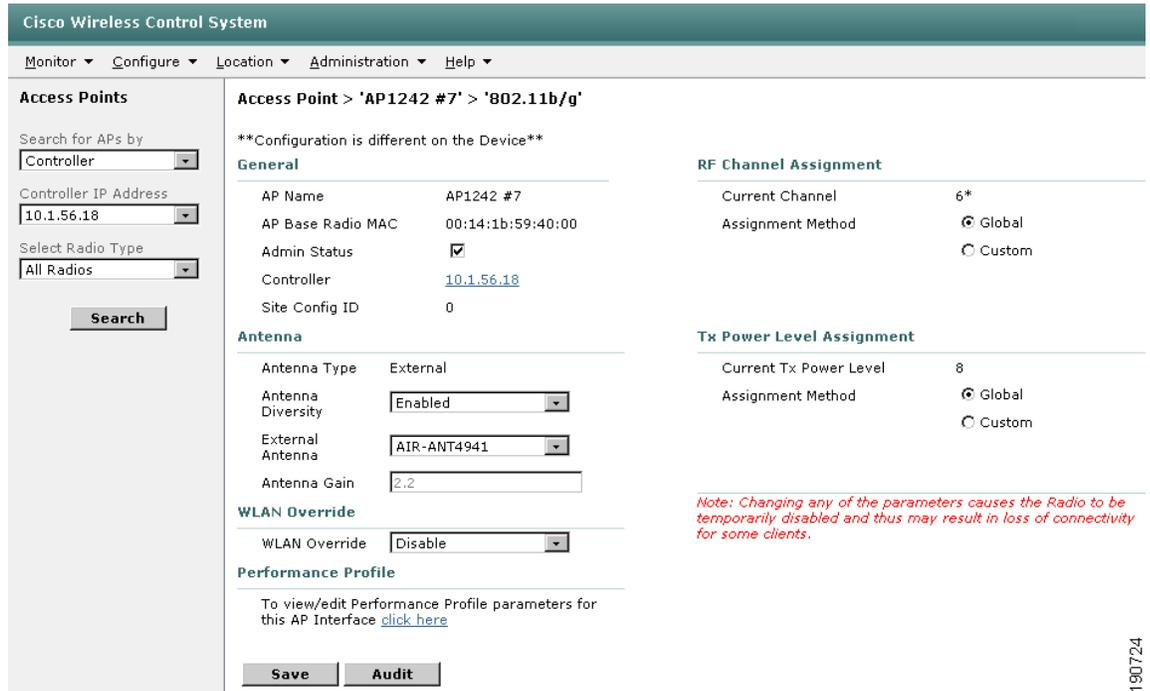 Cisco Wireless Control System
Monitor Configure Location Administration Help
Access Points
Search for APs by
Controller
Controller IP Address
10.1.56.18
Select Radio Type
All Radios
Search
Access Point > 'AP1242 #7' > '802.11b/g'
**Configuration is different on the Device**
General
AP Name AP1242 #7
AP Base Radio MAC 00:14:1b:59:40:00
Admin Status
Controller 10.1.56.18
Site Config ID 0
Antenna
Antenna Type External
Antenna
Diversity
Enabled
External
Antenna
AIR-ANT4941
Antenna Gain 2.2
WLAN Override
WLAN Override Disable
Performance Profile
To view/edit Performance Profile parameters for
this AP Interface click here
Save Audit
RF Channel Assignment
Current Channel 6*
Assignment Method Global
Custom
Tx Power Level Assignment
Current Tx Power Level 8
Assignment Method Global
Custom
Note: Changing any of the parameters causes the Radio to be
temporarily disabled and thus may result in loss of connectivity
for some clients.
190724